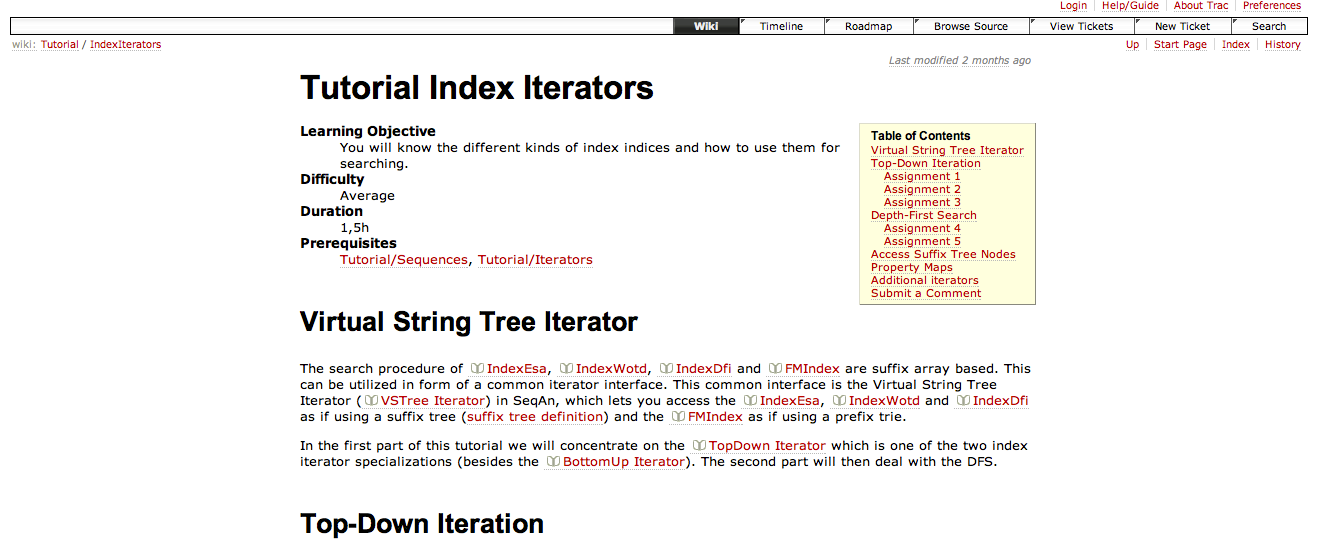 Login Help/Guide About Trac Preferences
Wiki Timeline Roadmap Browse Source View Tickets New Ticket Search
wiki: Tutorial / IndexIterators
Up Start Page Index History
Last modified 2 months ago
Tutorial Index Iterators
Learning Objective
You will know the different kinds of index indices and how to use them for
searching.
Difficulty
Average
Duration
1,5h
Prerequisites
Tutorial/Sequences, Tutorial/Iterators
Table of Contents
Virtual String Tree Iterator
Top-Down Iteration
Assignment 1
Assignment 2
Assignment 3
Depth-First Search
Assignment 4
Assignment 5
Access Suffix Tree Nodes
Property Maps
Additional iterators
Submit a Comment
Virtual String Tree Iterator
The search procedure of IndexEsa, IndexWotd, IndexDfi and FMIndex are suffix array based. This
can be utilized in form of a common iterator interface. This common interface is the Virtual String Tree
Iterator (VSTree Iterator) in SeqAn, which lets you access the IndexEsa, IndexWotd and IndexDfi
as if using a suffix tree (suffix tree definition) and the FMIndex as if using a prefix trie.
In the first part of this tutorial we will concentrate on the TopDown Iterator which is one of the two index
iterator specializations (besides the BottomUp Iterator). The second part will then deal with the DFS.
Top-Down Iteration